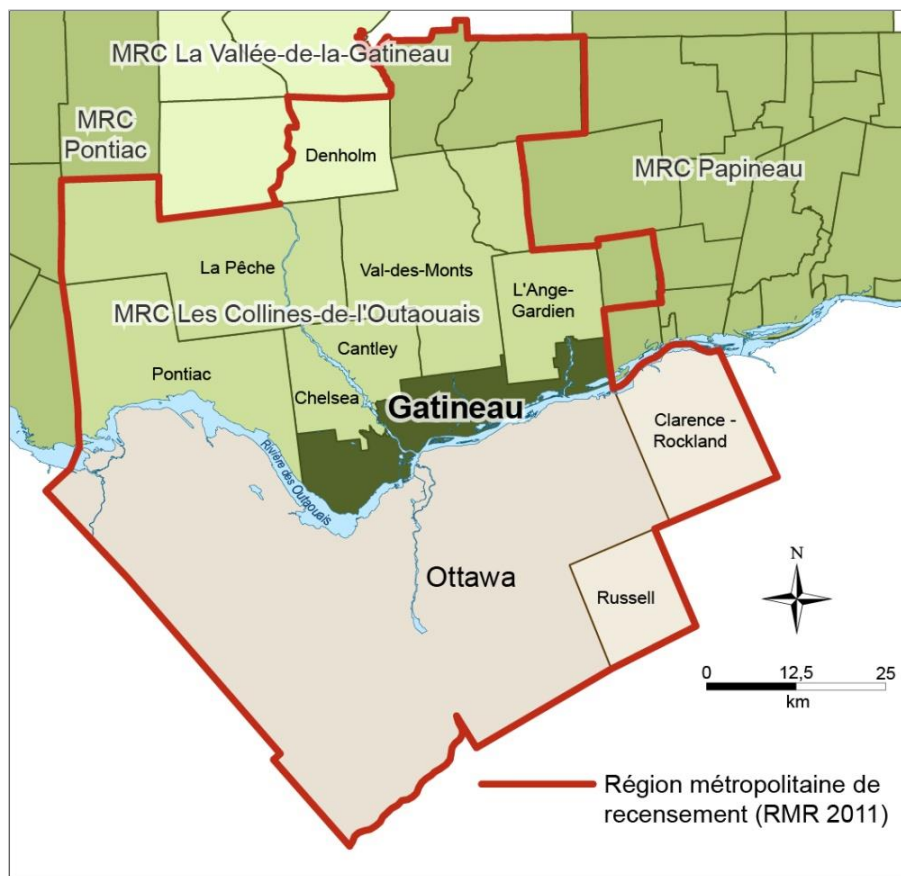 MRC La Vallée-de-la-Gatineau
MRC
Pontiac
Denholm
MRC Papineau
La Pêche
Val-des-Monts
L'Ange-
Gardien
MRC Les Collines-de-l'Outaouais
Cantley
Pontiac
Chelsea
Gatineau
Clarence -
Rockland
Rivière des Outaouais
Ottawa
Russell
N
0 12,5 25
km
Région métropolitaine de
recensement (RMR 2011)